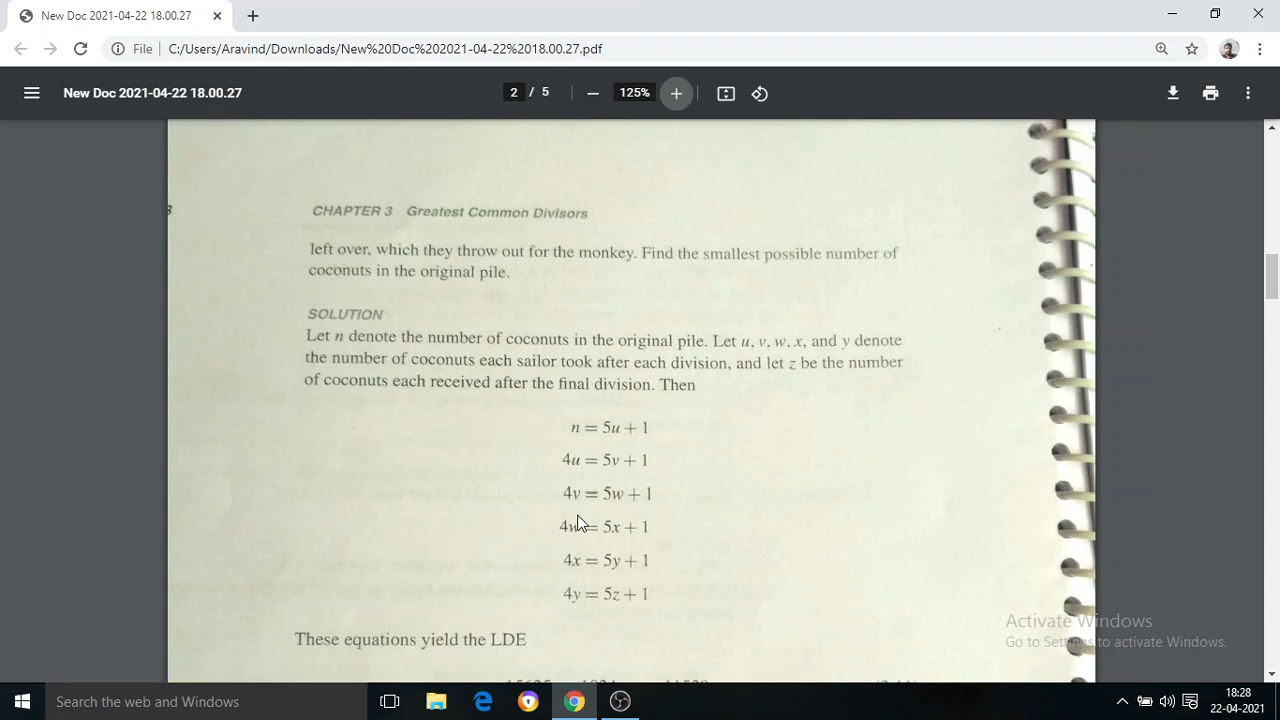 New Doc 2021-04-22 18.00.27
File C:/Users/Aravind/Downloads/New%20Doc%202021-04-22%2018.00.27.pdf
New Doc 2021-04-22 18.00.27
2 / 5
125%
CHAPTER 3 Greatest Common Divisors
left over, which they throw out for the monkey. Find the smallest possible number of
coconuts in the original pile.
SOLUTION
Let n denote the number of coconuts in the original pile. Let u, v, w, x, and y denote
the number of coconuts each sailor took after each division, and let z be the number
of coconuts each received after the final division. Then
n = 5u + 1
4u = 5v + 1
4v = 5w + 1
4w = 5x + 1
4x = 5y + 1
4y = 5z + 1
These equations yield the LDE
Activate Windows
Go to Settings to activate Windows.
Search the web and Windows
18:28
22-04-2021